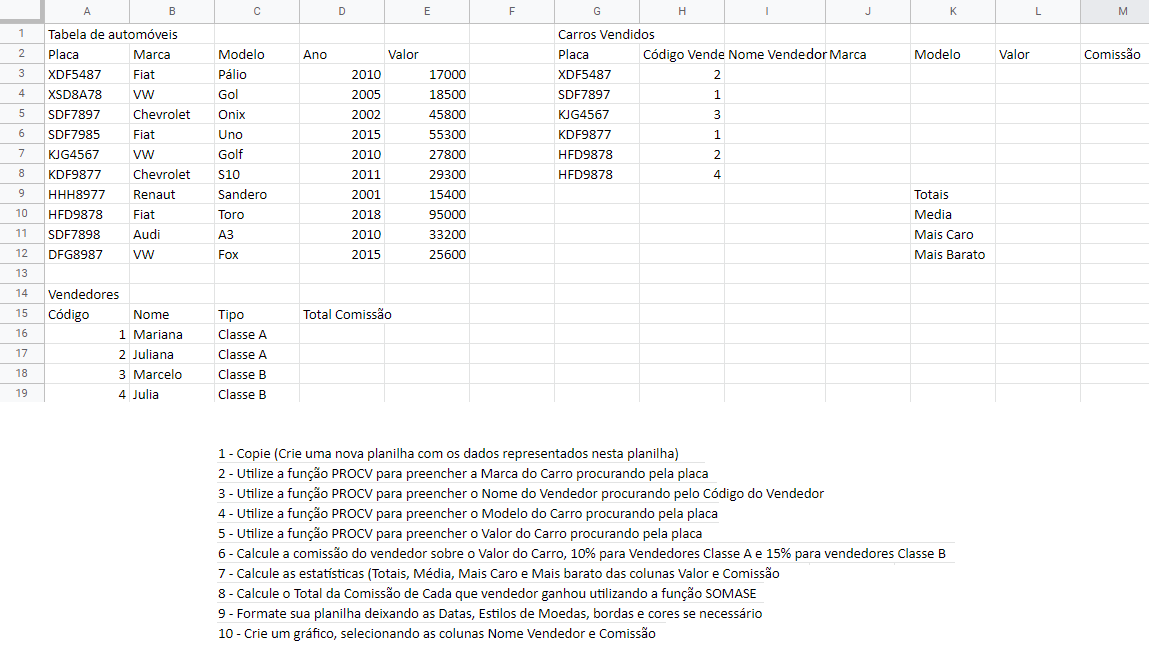 A B C D E F G H I J K L M
1 Tabela de automóveis Carros Vendidos
2 Placa Marca Modelo Ano Valor Placa Código Vende Nome Vendedor Marca Modelo Valor Comissão
3 XDF5487 Fiat Pálio 2010 17000 XDF5487 2
4 XSD8A78 VW Gol 2005 18500 SDF7897 1
5 SDF7897 Chevrolet Onix 2002 45800 KJG4567 3
6 SDF7985 Fiat Uno 2015 55300 KDF9877 1
7 KJG4567 VW Golf 2010 27800 HFD9878 2
8 KDF9877 Chevrolet S10 2011 29300 HFD9878 4
9 HHH8977 Renaut Sandero 2001 15400 Totais
10 HFD9878 Fiat Toro 2018 95000 Media
11 SDF7898 Audi A3 2010 33200 Mais Caro
12 DFG8987 VW Fox 2015 25600 Mais Barato
13
14 Vendedores
15 Código Nome Tipo Total Comissão
16 1 Mariana Classe A
17 2 Juliana Classe A
18 3 Marcelo Classe B
19 4 Julia Classe B
1 - Copie (Crie uma nova planilha com os dados representados nesta planilha)
2 - Utilize a função PROCV para preencher a Marca do Carro procurando pela placa
3 - Utilize a função PROCV para preencher o Nome do Vendedor procurando pelo Código do Vendedor
4 - Utilize a função PROCV para preencher o Modelo do Carro procurando pela placa
5 - Utilize a função PROCV para preencher o Valor do Carro procurando pela placa
6 - Calcule a comissão do vendedor sobre o Valor do Carro, 10% para Vendedores Classe A e 15% para vendedores Classe B
7 - Calcule as estatísticas (Totais, Média, Mais Caro e Mais barato das colunas Valor e Comissão
8 - Calcule o Total da Comissão de Cada que vendedor ganhou utilizando a função SOMASE
9 - Formate sua planilha deixando as Datas, Estilos de Moedas, bordas e cores se necessário
10 - Crie um gráfico, selecionando as colunas Nome Vendedor e Comissão